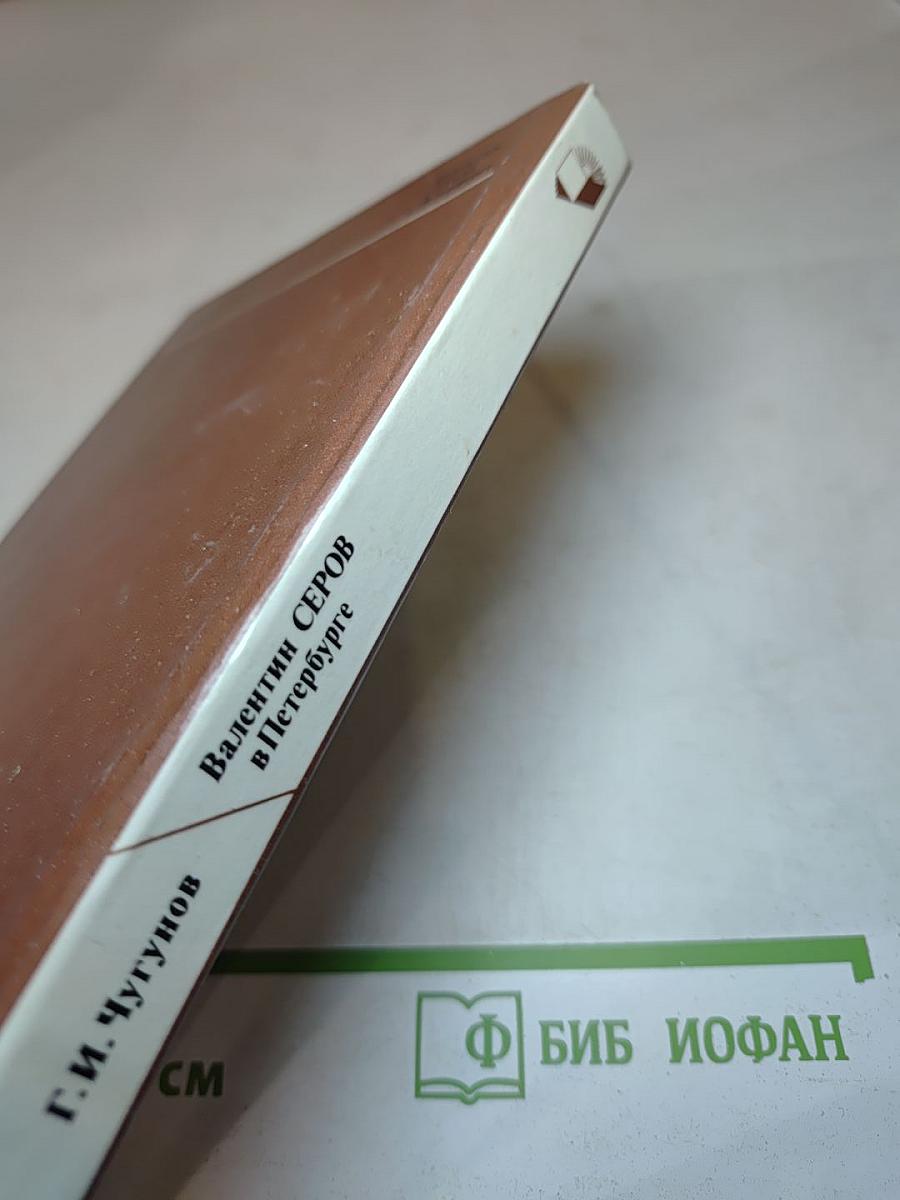 Г. И. Чугунов
Валентин СЕРОВ
в Петербурге
см
Ф БИБ ИОФАН